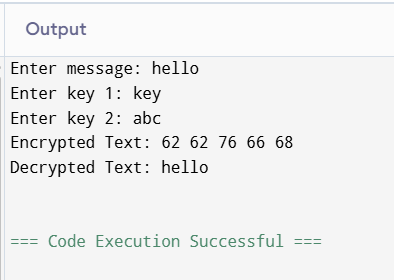 Output
Enter message: hello
Enter key 1: key
Enter key 2: abc
Encrypted Text: 62 62 76 66 68
Decrypted Text: hello
=== Code Execution Successful ===